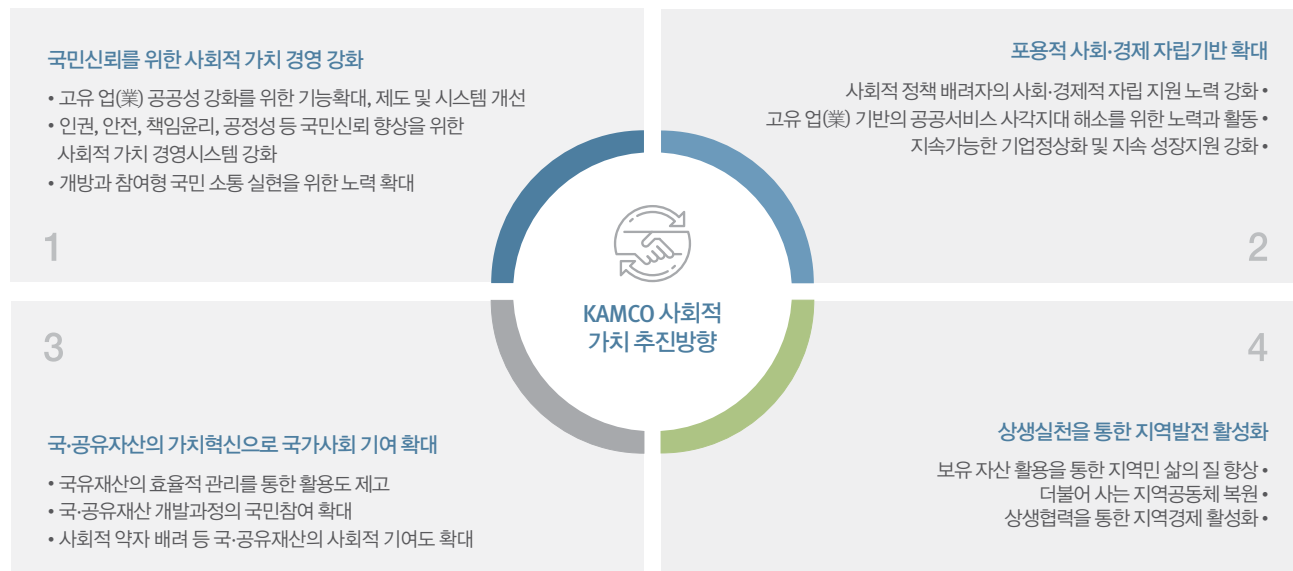 국민신뢰를 위한 사회적 가치 경영 강화
• 고유 업(業) 공공성 강화를 위한 기능확대, 제도 및 시스템 개선
• 인권, 안전, 책임윤리, 공정성 등 국민신뢰 향상을 위한
사회적 가치 경영시스템 강화
• 개방과 참여형 국민 소통 실현을 위한 노력 확대
1
포용적 사회·경제 자립기반 확대
사회적 정책 배려자의 사회·경제적 자립 지원 노력 강화 •
고유 업(業) 기반의 공공서비스 사각지대 해소를 위한 노력과 활동 •
지속가능한 기업정상화 및 지속 성장지원 강화 •
2
KAMCO 사회적
가치 추진방향
3
국·공유자산의 가치혁신으로 국가사회 기여 확대
• 국유재산의 효율적 관리를 통한 활용도 제고
• 국·공유재산 개발과정의 국민참여 확대
• 사회적 약자 배려 등 국·공유재산의 사회적 기여도 확대
4
상생실천을 통한 지역발전 활성화
보유 자산 활용을 통한 지역민 삶의 질 향상 •
더불어 사는 지역공동체 복원 •
상생협력을 통한 지역경제 활성화 •